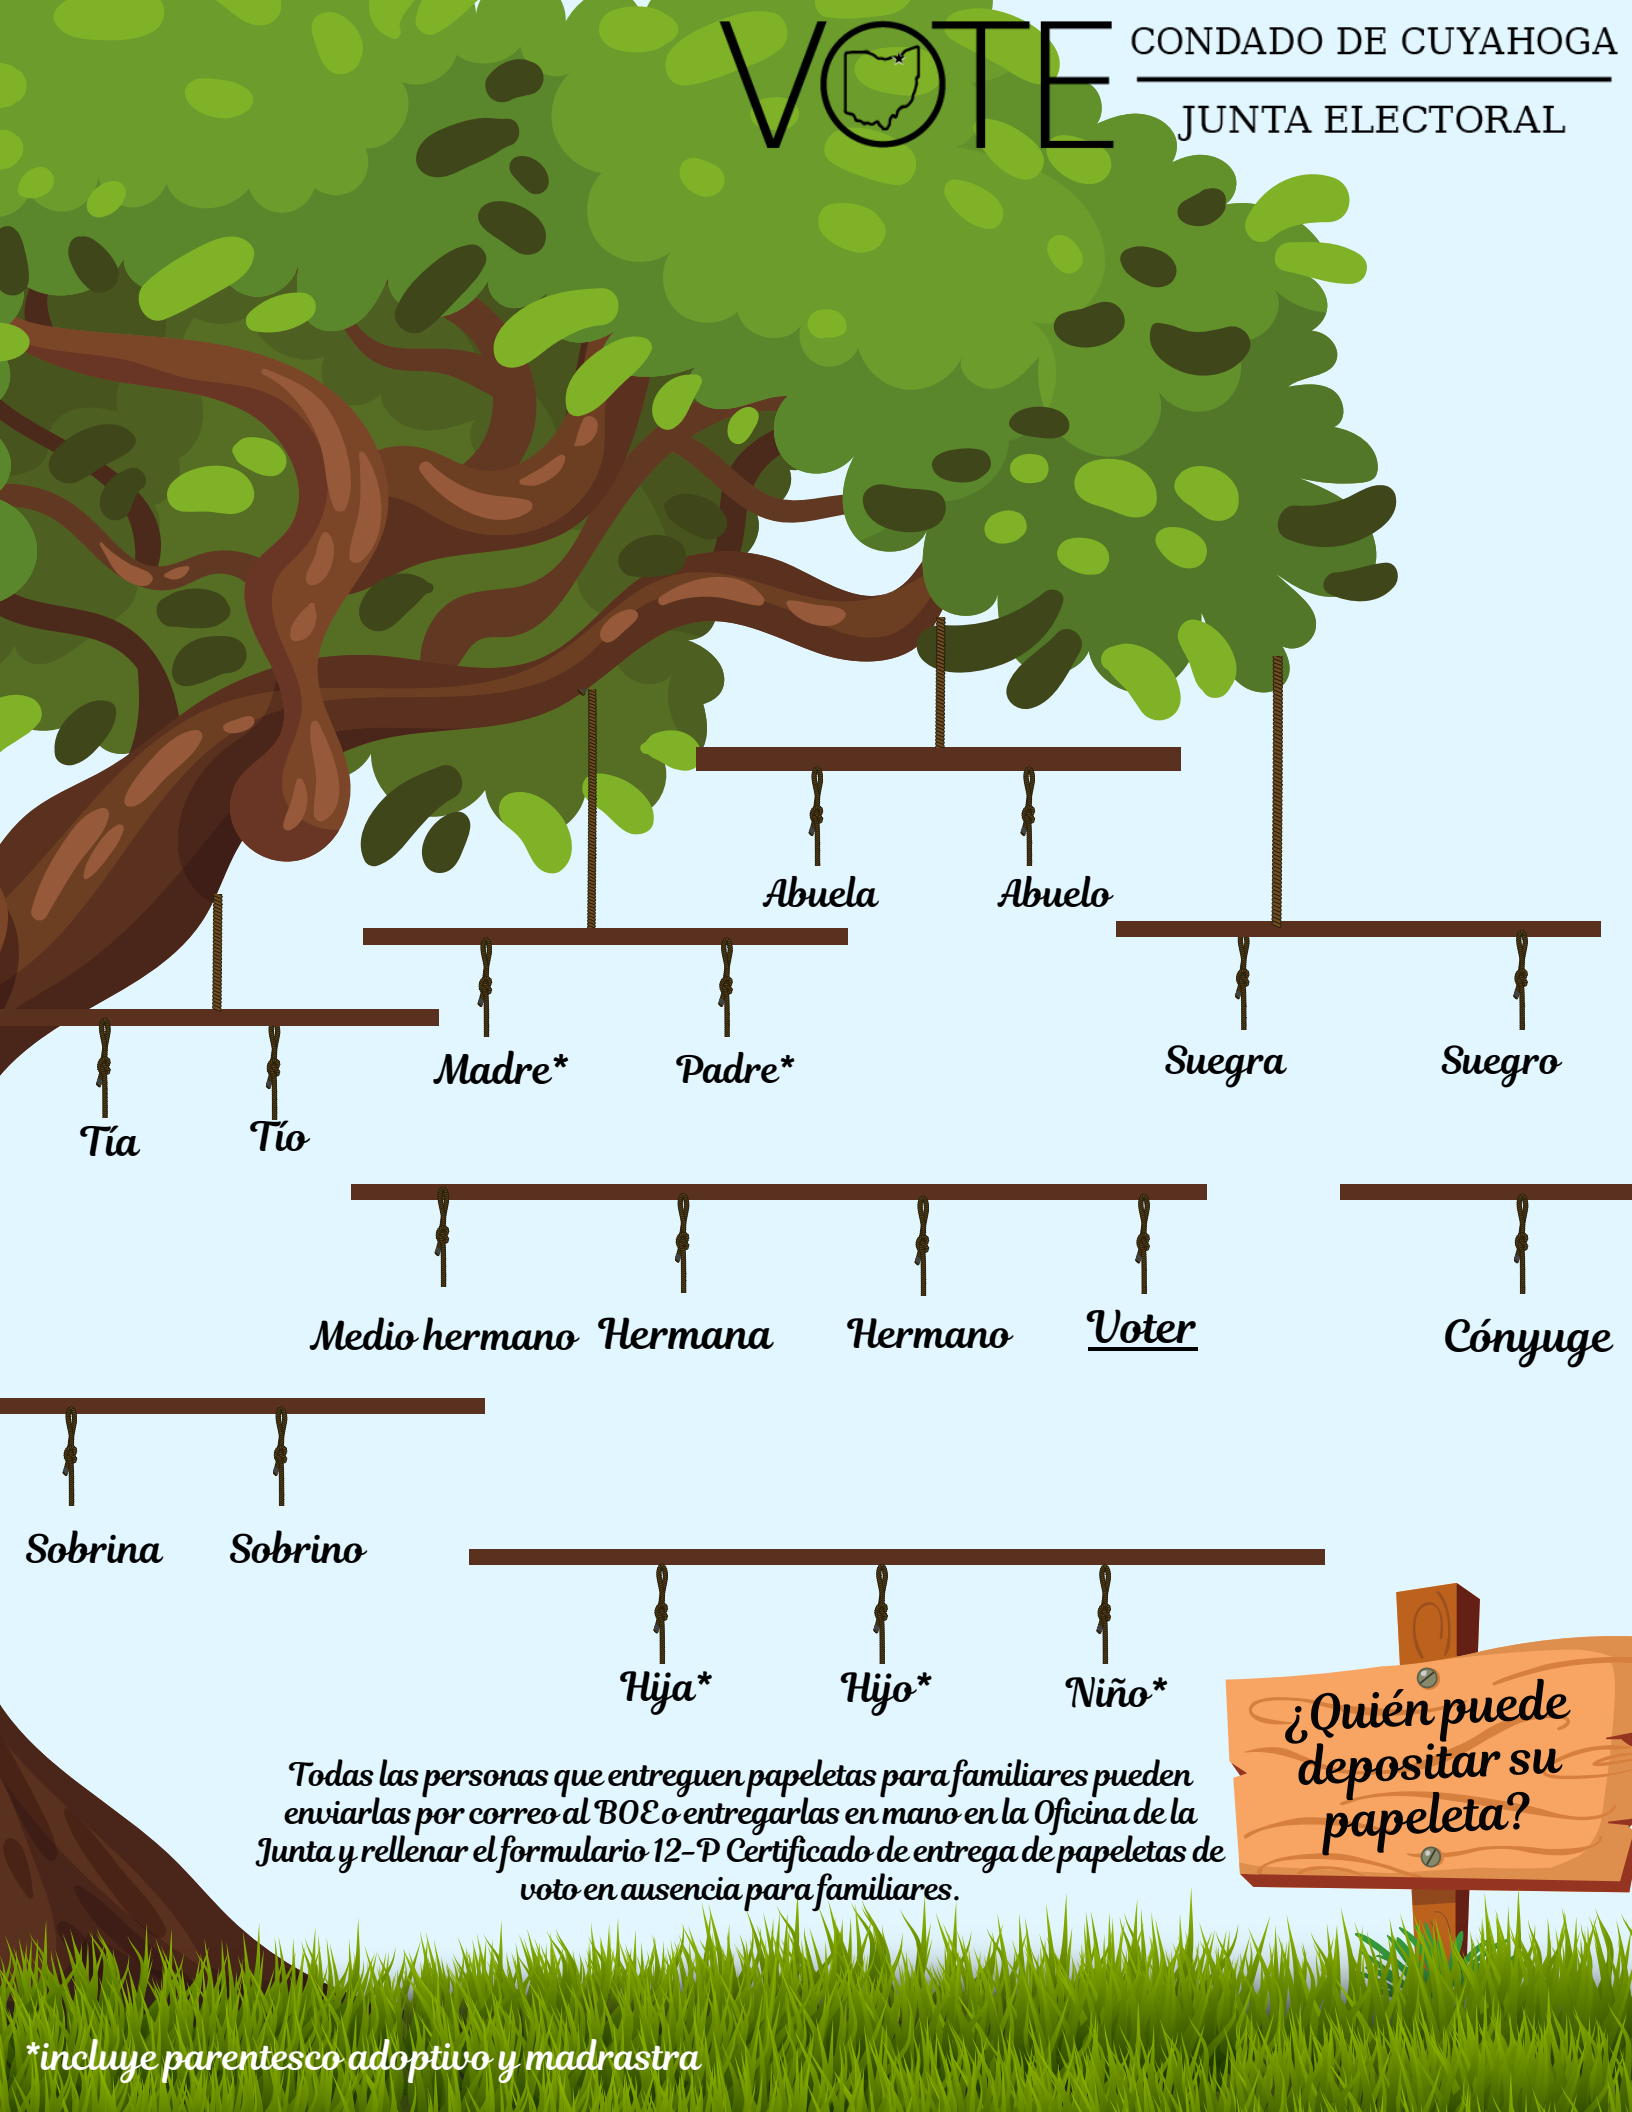 VOTE
CONDADO DE CUYAHOGA
JUNTA ELECTORAL
Abuela Abuelo
Madre* Padre*
Suegra Suegro
Tía Tío
Medio hermano Hermana Hermano Voter
Cónyuge
Sobrina Sobrino
Hija* Hijo* Niño*
¿Quién puede
depositar su
papeleta?
Todas las personas que entreguen papeletas para familiares pueden
enviarlas por correo al BOE o entregarlas en mano en la Oficina de la
Junta y rellenar el formulario 12-P Certificado de entrega de papeletas de
voto en ausencia para familiares.
*incluye parentesco adoptivo y madrastra